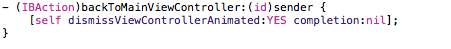 - (IBAction)backToMainViewController:(id)sender {
    [self dismissViewControllerAnimated:YES completion:nil];
}